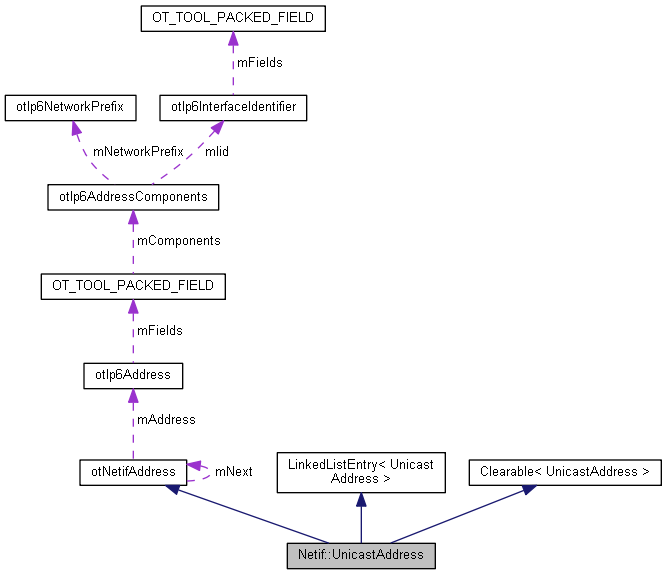 OT_TOOL_PACKED_FIELD
mFields
otIp6NetworkPrefix
otIp6InterfaceIdentifier
mNetworkPrefix
mIid
otIp6AddressComponents
mComponents
OT_TOOL_PACKED_FIELD
mFields
otIp6Address
mAddress
otNetifAddress
mNext
LinkedListEntry< Unicast
Address >
Clearable< UnicastAddress >
Netif::UnicastAddress